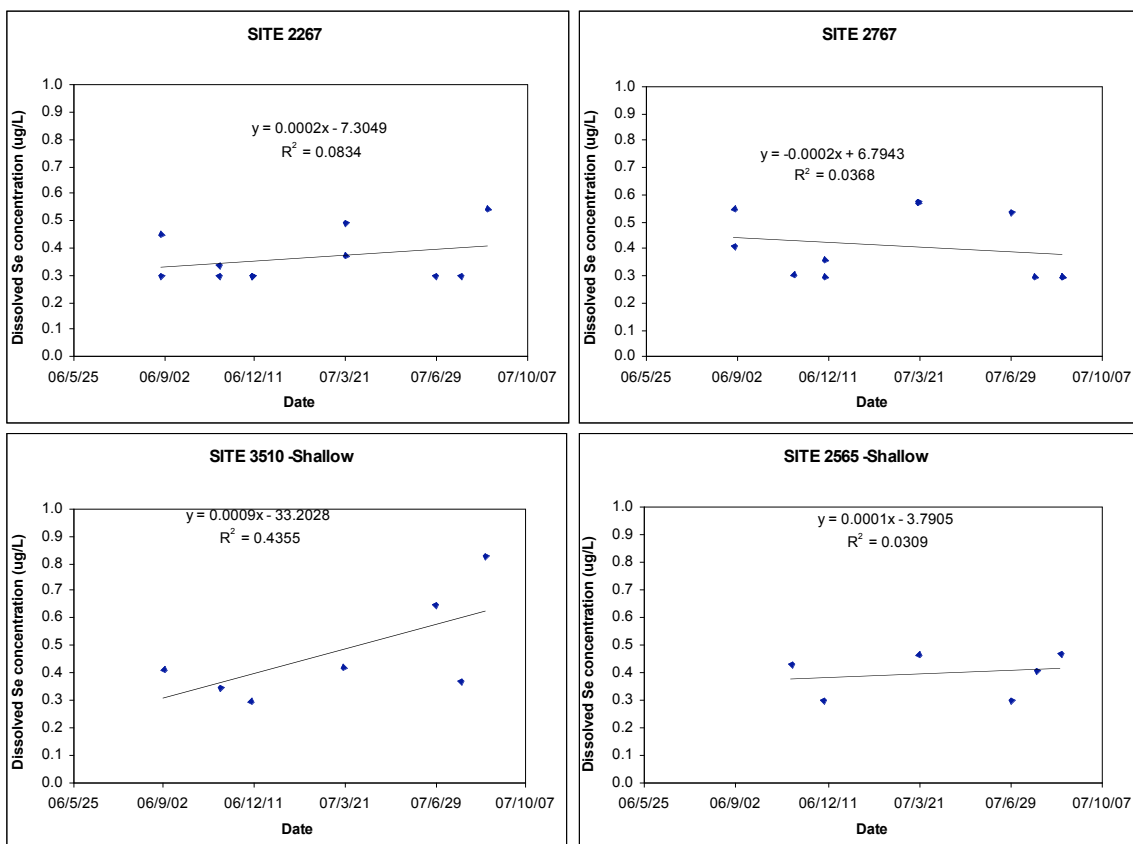 SITE 2267
y = 0.0002x - 7.3049
R² = 0.0834
Dissolved Se concentration (ug/L)
1.0
0.9
0.8
0.7
0.6
0.5
0.4
0.3
0.2
0.1
0.0
06/5/25 06/9/02 06/12/11 07/3/21 07/6/29 07/10/07
Date
SITE 2767
y = -0.0002x + 6.7943
R² = 0.0368
Dissolved Se concentration (ug/L)
1.0
0.9
0.8
0.7
0.6
0.5
0.4
0.3
0.2
0.1
0.0
06/5/25 06/9/02 06/12/11 07/3/21 07/6/29 07/10/07
Date
SITE 3510 -Shallow
y = 0.0009x - 33.2028
R² = 0.4355
Dissolved Se concentration (ug/L)
1.0
0.9
0.8
0.7
0.6
0.5
0.4
0.3
0.2
0.1
0.0
06/5/25 06/9/02 06/12/11 07/3/21 07/6/29 07/10/07
Date
SITE 2565 -Shallow
y = 0.0001x - 3.7905
R² = 0.0309
Dissolved Se concentration (ug/L)
1.0
0.9
0.8
0.7
0.6
0.5
0.4
0.3
0.2
0.1
0.0
06/5/25 06/9/02 06/12/11 07/3/21 07/6/29 07/10/07
Date